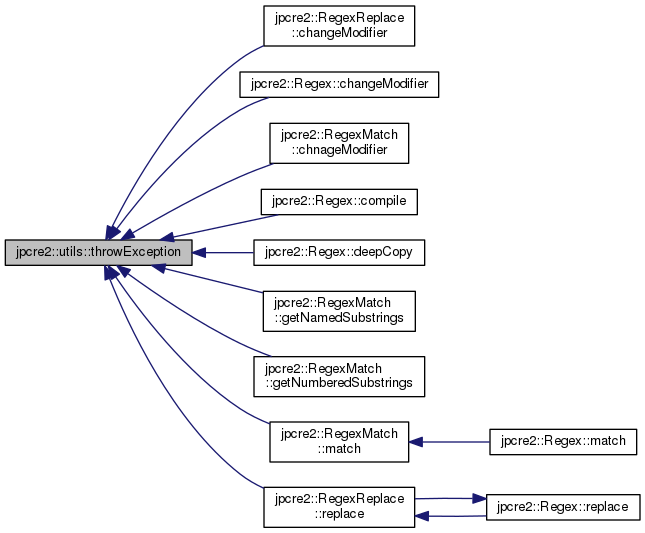 jpcre2::RegexReplace
::changeModifier
jpcre2::Regex::changeModifier
jpcre2::RegexMatch
::chnageModifier
jpcre2::Regex::compile
jpcre2::utils::throwException
jpcre2::Regex::deepCopy
jpcre2::RegexMatch
::getNamedSubstrings
jpcre2::RegexMatch
::getNumberedSubstrings
jpcre2::RegexMatch
::match
jpcre2::Regex::match
jpcre2::RegexReplace
::replace
jpcre2::Regex::replace